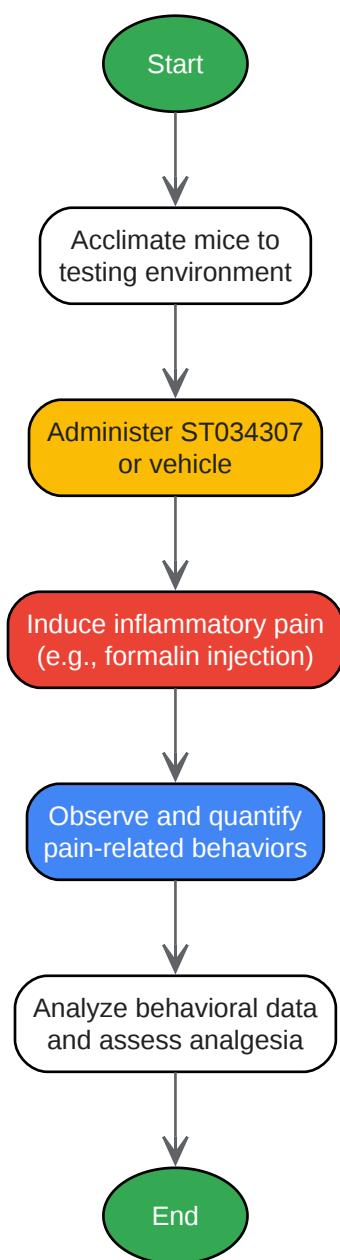 Start
Acclimate mice to
testing environment
Administer ST034307
or vehicle
Induce inflammatory pain
(e.g., formalin injection)
Observe and quantify
pain-related behaviors
Analyze behavioral data
and assess analgesia
End